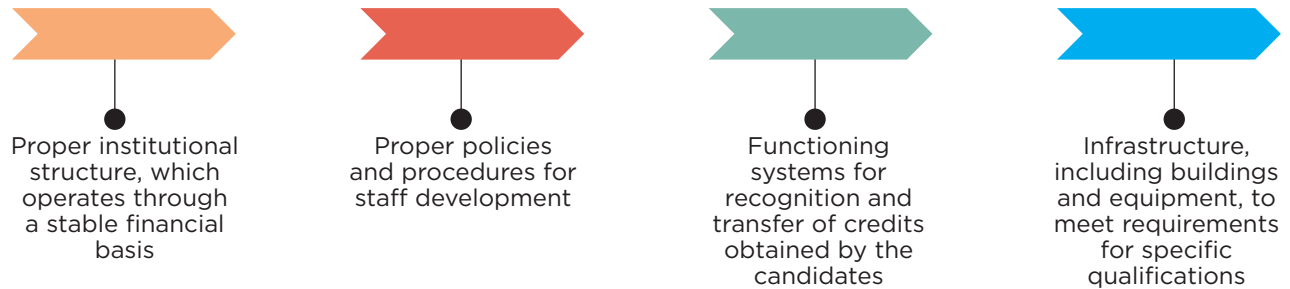 Proper institutional
structure, which
operates through
a stable financial
basis
Proper policies
and procedures for
staff development
Functioning
systems for
recognition and
transfer of credits
obtained by the
candidates
Infrastructure,
including buildings
and equipment, to
meet requirements
for specific
qualifications